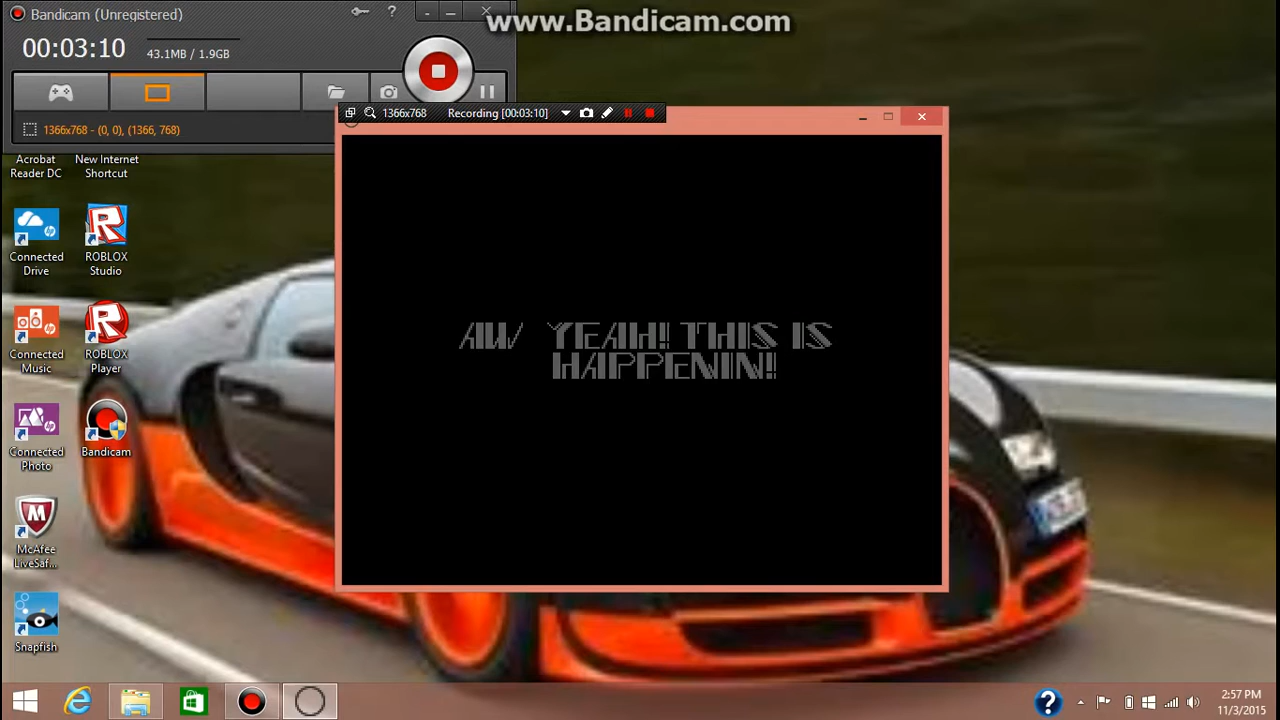 Bandicam (Unregistered)
www.Bandicam.com
00:03:10
43.1MB / 1.9GB
1366x768
Recording [00:03:10]
1366x768 - (0, 0), (1366, 768)
Acrobat
Reader DC
New Internet
Shortcut
Connected
Drive
ROBLOX
Studio
AW YEAH! THIS IS
HAPPENIN!!
Connected
Music
ROBLOX
Player
Connected
Photo
Bandicam
McAfee
LiveSaf...
Snapfish
2:57 PM
11/3/2015